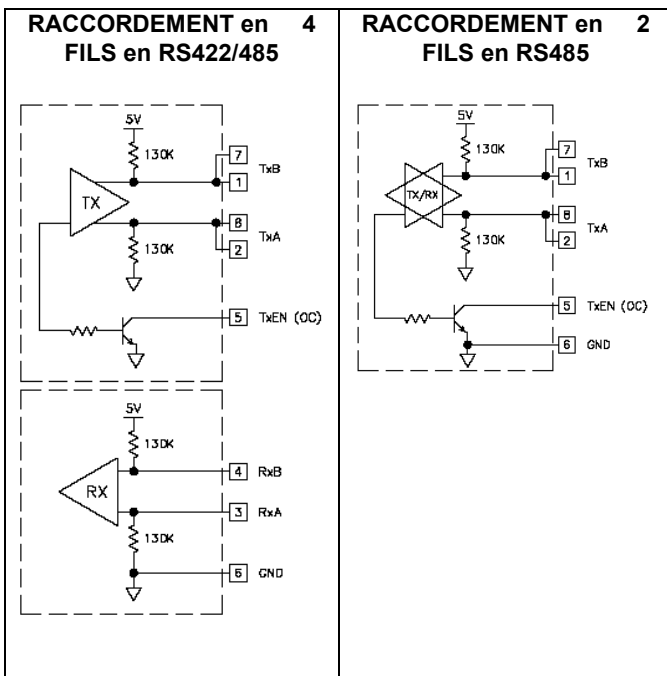 RACCORDEMENT en 4
FILS en RS422/485
5V
130K
7
TxB
1
TX
8
TxA
130K
2
5 TxEN (OC)
5V
130K
4 RxB
RX
3 RxA
130K
6 GND
RACCORDEMENT en 2
FILS en RS485
5V
130K
7
TxB
1
TX/RX
8
TxA
130K
2
5 TxEN (OC)
6 GND